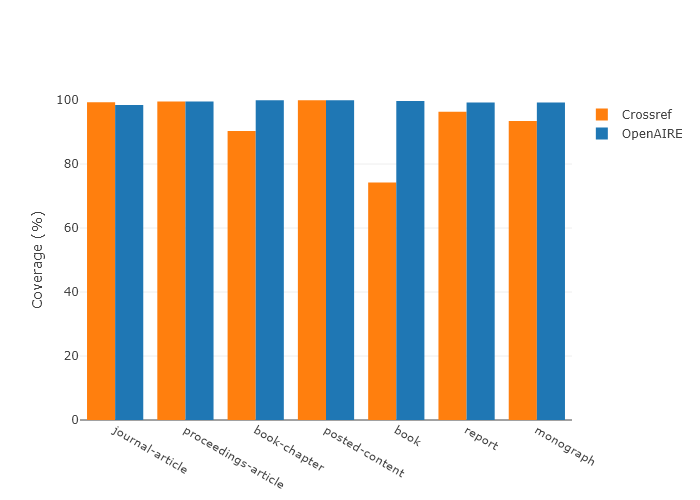 100
80
60
40
20
0
Coverage (%)
journal-article
proceedings-article
book-chapter
posted-content
book
report
monograph
Crossref
OpenAIRE